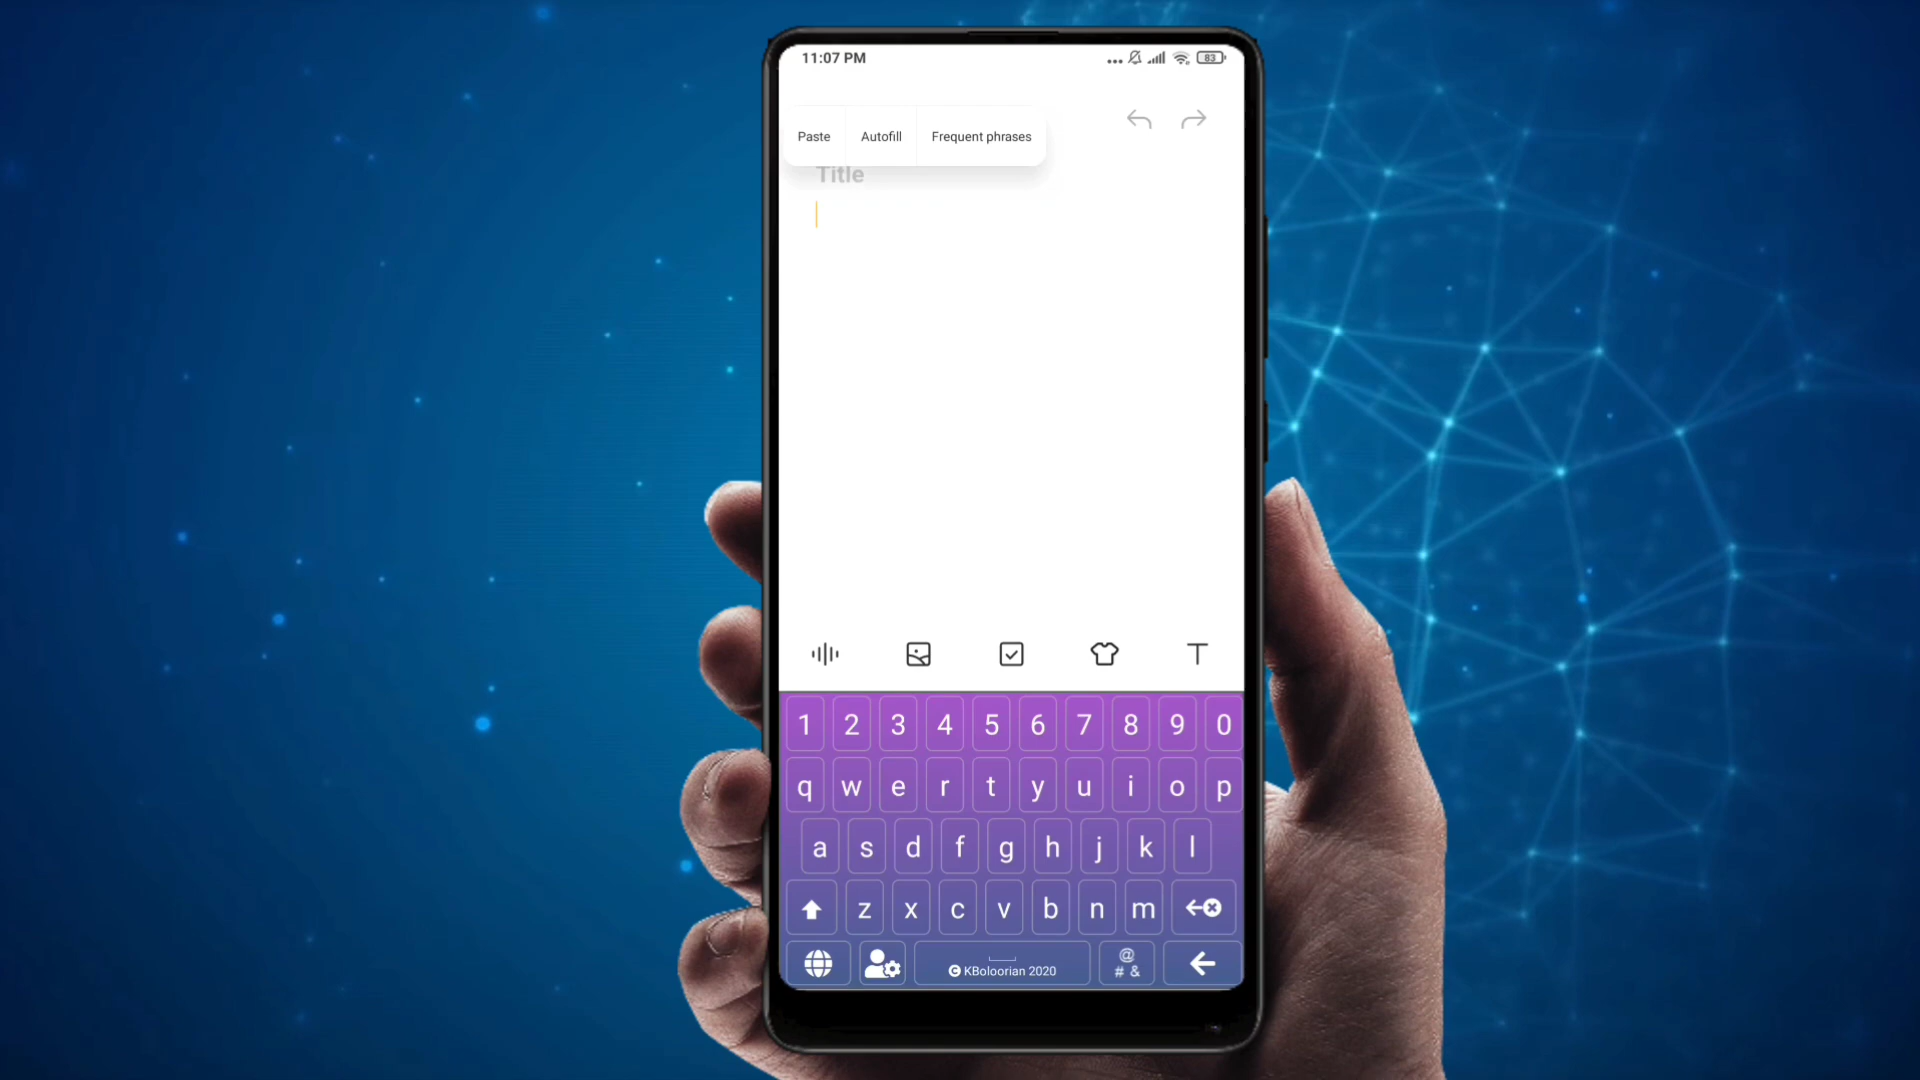 11:07 PM
83
Paste Autofill Frequent phrases
Title
T
1 2 3 4 5 6 7 8 9 0
q w e r t y u i o p
a s d f g h j k l
z x c v b n m
@
# &
© KBoloorian 2020